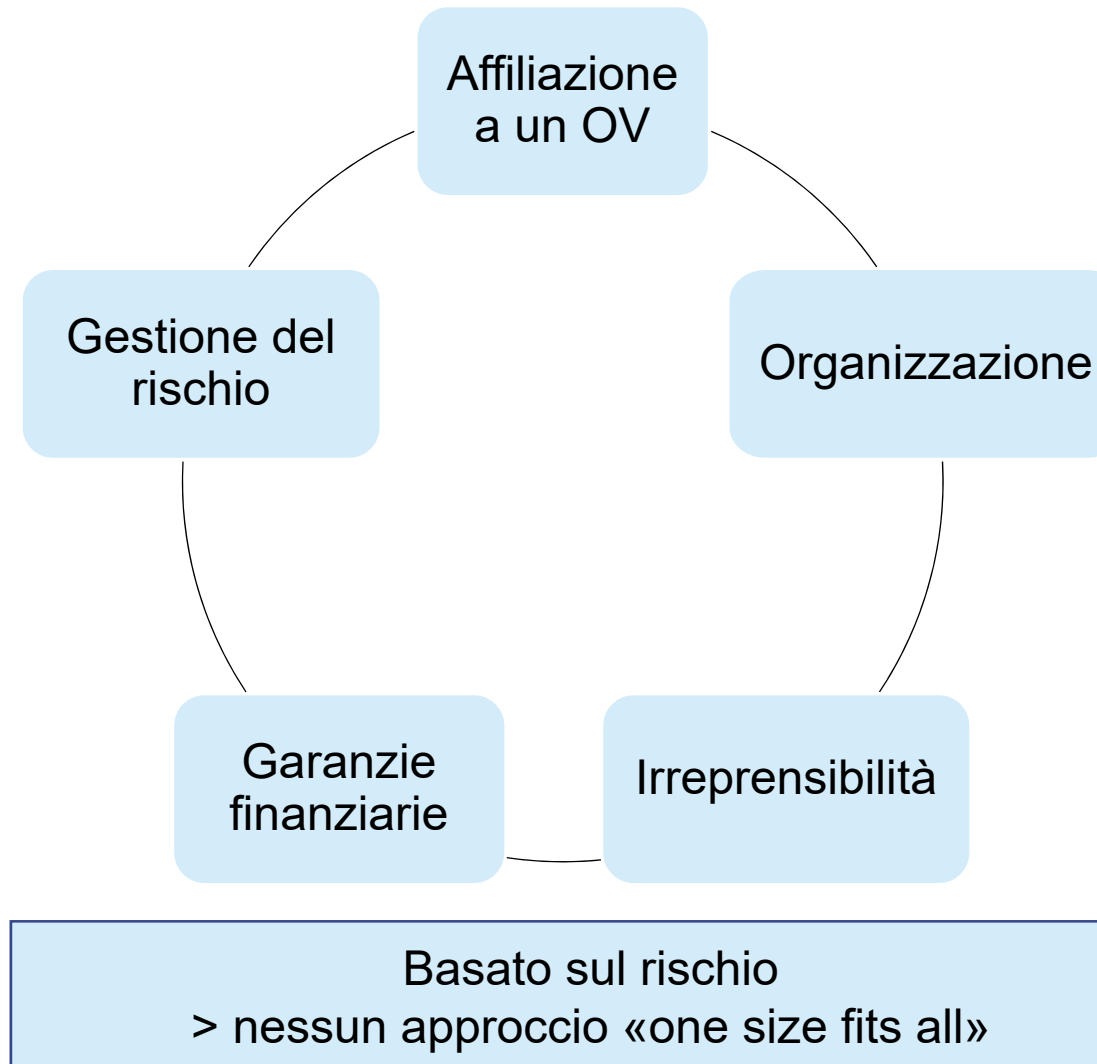 Affiliazione
a un OV
Gestione del
rischio
Organizzazione
Garanzie
finanziarie
Irreprensibilità
Basato sul rischio
> nessun approccio «one size fits all»